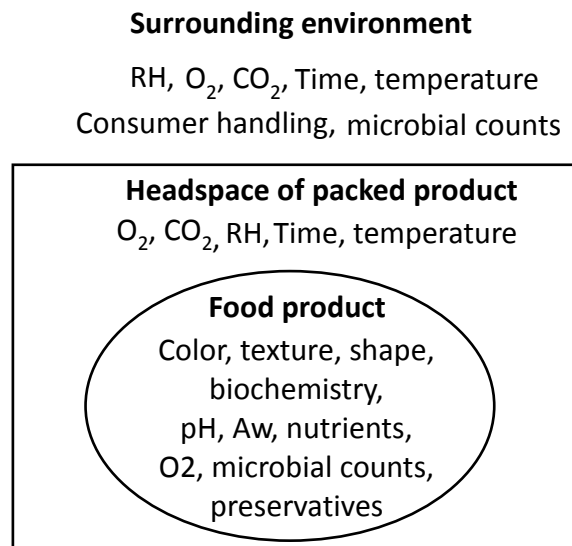 Surrounding environment
RH, O₂, CO₂, Time, temperature
Consumer handling, microbial counts
Headspace of packed product
O₂, CO₂, RH, Time, temperature
Food product
Color, texture, shape,
biochemistry,
pH, Aw, nutrients,
O2, microbial counts,
preservatives